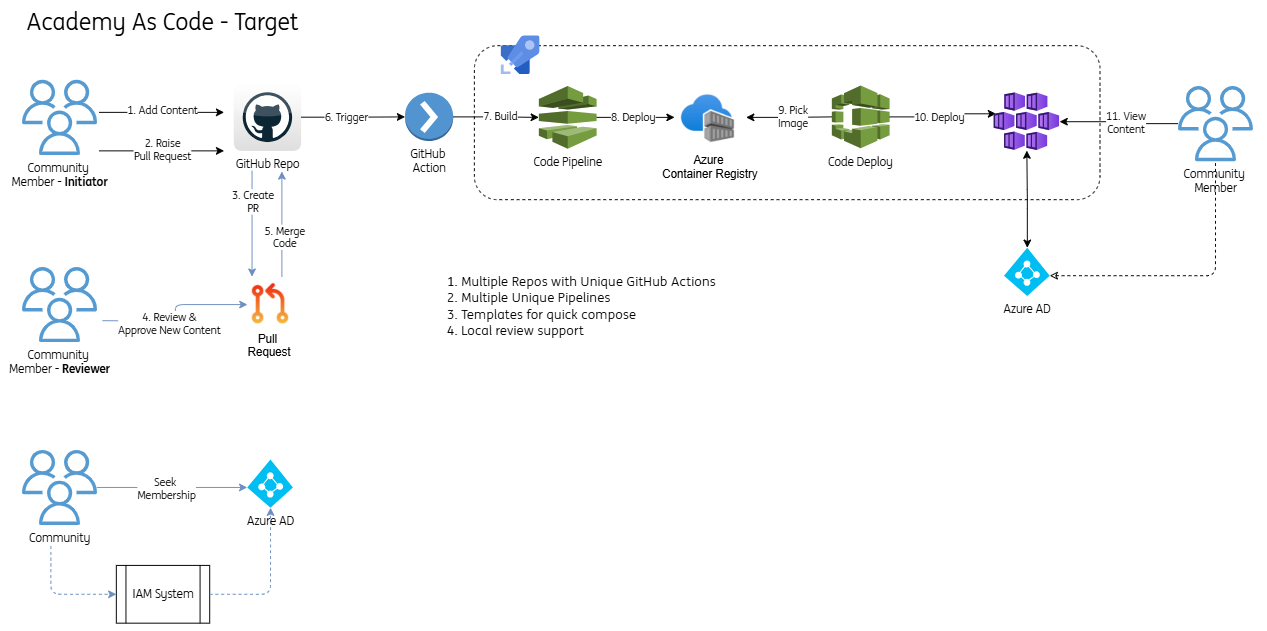 Academy As Code - Target
1. Add Content
2. Raise
Pull Request
Community
Member - Initiator
GitHub Repo
6. Trigger
GitHub
Action
7. Build
Code Pipeline
8. Deploy
Azure
Container Registry
9. Pick
Image
Code Deploy
10. Deploy
11. View
Content
Community
Member
3. Create
PR
5. Merge
Code
4. Review &
Approve New Content
Community
Member - Reviewer
Pull
Request
1. Multiple Repos with Unique GitHub Actions
2. Multiple Unique Pipelines
3. Templates for quick compose
4. Local review support
Azure AD
Seek
Membership
Community
Azure AD
IAM System